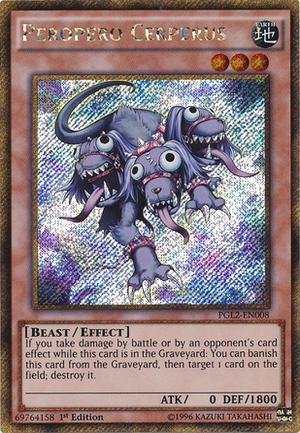 PEROPERO CERPERUS
EARTH
地
PGL2-EN008
[BEAST / EFFECT]
If you take damage by battle or by an opponent's card
effect while this card is in the Graveyard: You can banish
this card from the Graveyard, then target 1 card on
the field; destroy it.
ATK/ 0 DEF/1800
69764158 1st Edition ©1996 KAZUKI TAKAHASHI